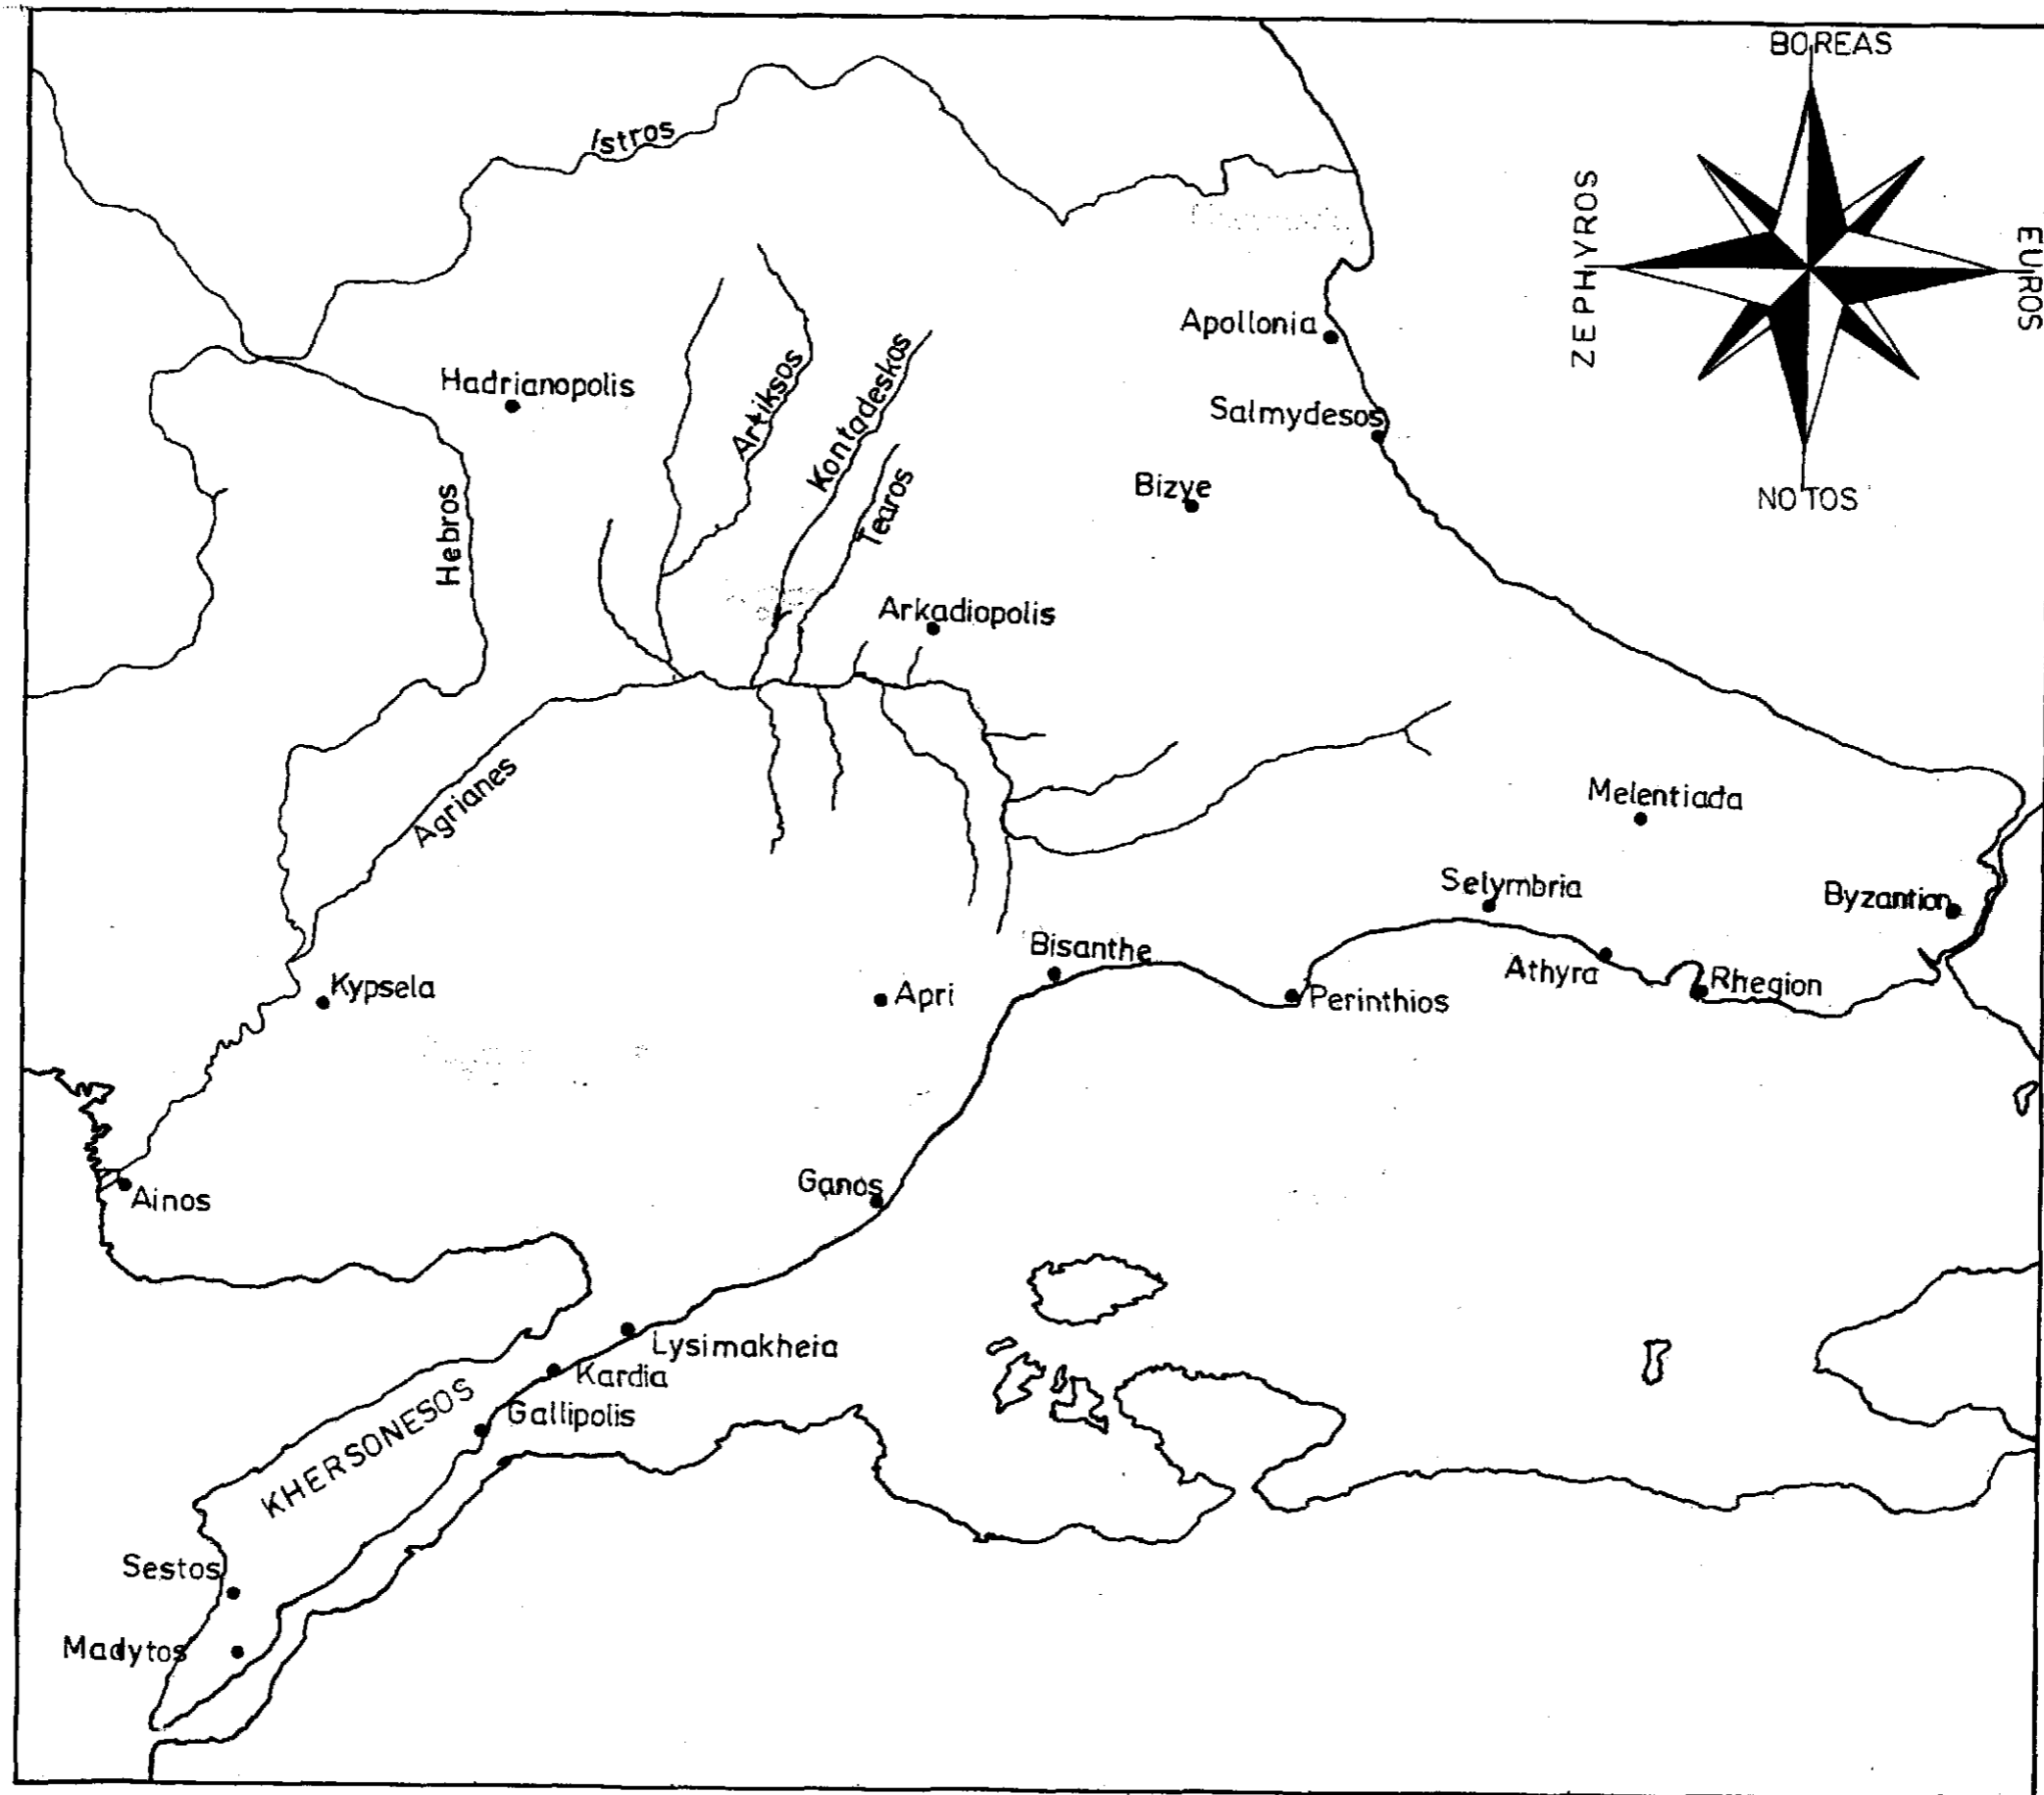 BOREAS
Istros
ZEPHYROS
EUROS
Apollonia
Hadrianopolis
Artiksos
Kontadeskos
Salmydesos
Tearos
Bizye
NOTOS
Hebros
Arkadiopolis
Agrianes
Melentiada
Selymbria
Byzantion
Bisanthe
Athyra
Rhegion
Kypsela
Apri
Perinthios
Ganos
Ainos
Lysimakheia
Kardia
Gallipolis
KHERSONESOS
Sestos
Madytos